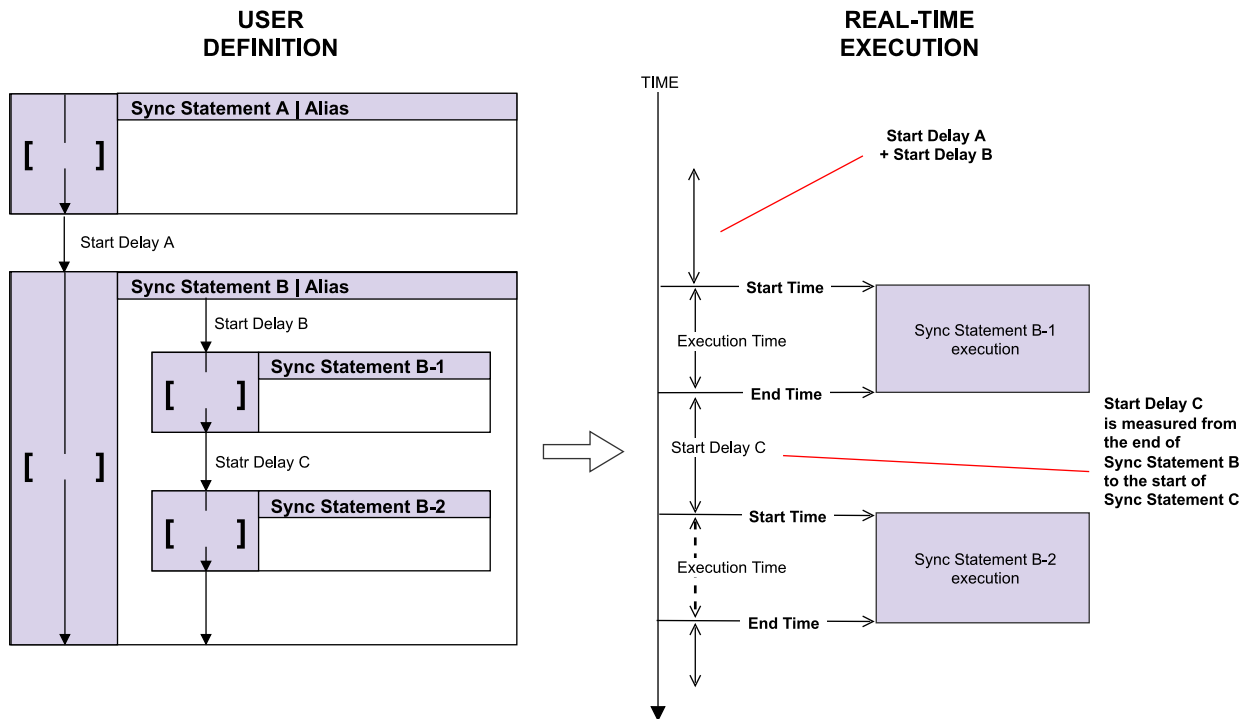 USER
DEFINITION
Sync Statement A | Alias
[ ]
Start Delay A
Sync Statement B | Alias
Start Delay B
Sync Statement B-1
[ ]
Statr Delay C
[ ]
Sync Statement B-2
[ ]
REAL-TIME
EXECUTION
TIME
Start Delay A
+ Start Delay B
Start Time
Execution Time
Sync Statement B-1
execution
End Time
Start Delay C
Start Delay C
is measured from
the end of
Sync Statement B
to the start of
Sync Statement C
Start Time
Execution Time
Sync Statement B-2
execution
End Time